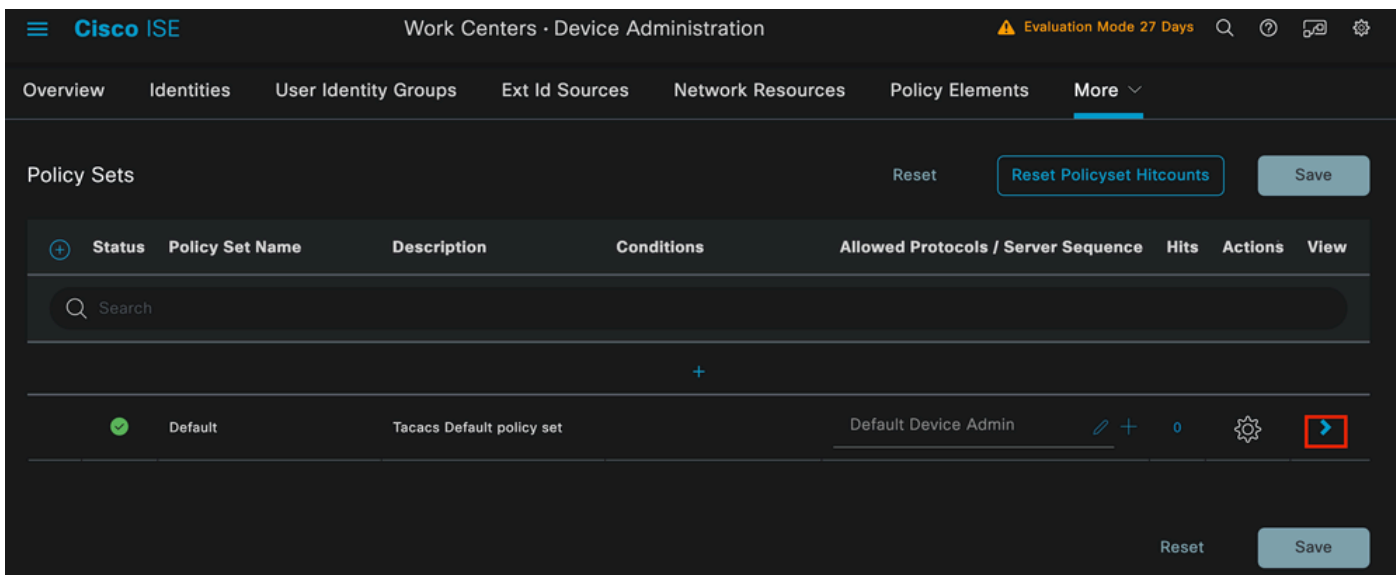 Cisco ISE
Work Centers · Device Administration
Evaluation Mode 27 Days
Overview Identities User Identity Groups Ext Id Sources Network Resources Policy Elements More
Policy Sets
Reset
Reset Policyset Hitcounts
Save
Status Policy Set Name Description Conditions Allowed Protocols / Server Sequence Hits Actions View
Search
+
Default Tacacs Default policy set Default Device Admin + 0
Reset
Save